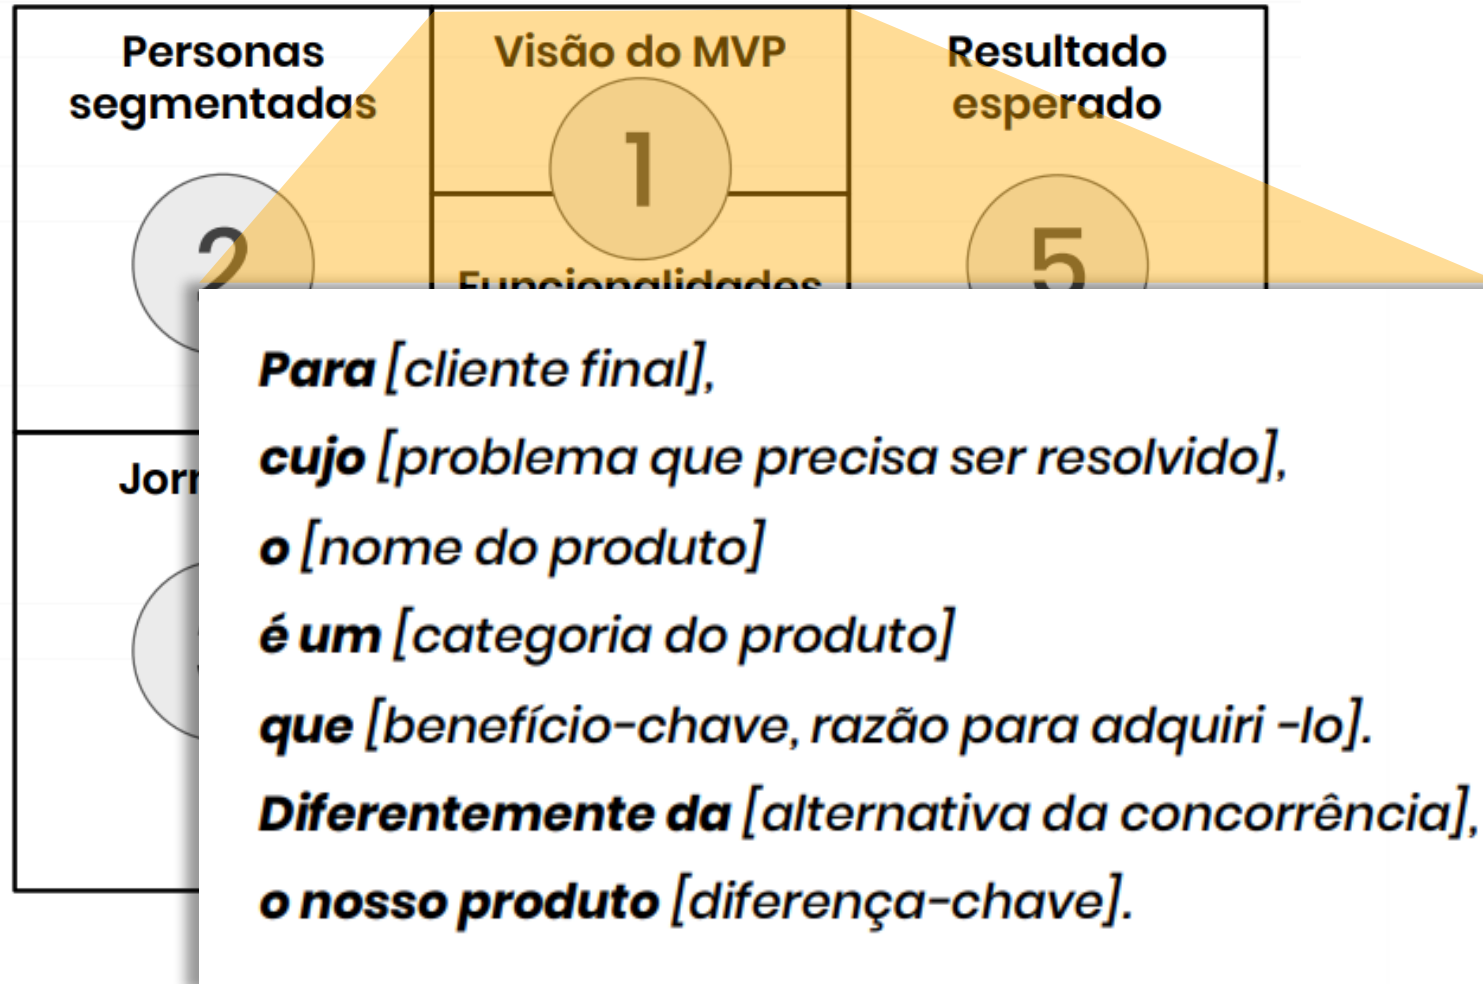 Personas
segmentadas
2
Visão do MVP
1
Funcionalidades
Resultado
esperado
5
Para [cliente final],
cujo [problema que precisa ser resolvido],
o [nome do produto]
é um [categoria do produto]
que [benefício-chave, razão para adquiri -lo].
Diferentemente da [alternativa da concorrência],
o nosso produto [diferença-chave].